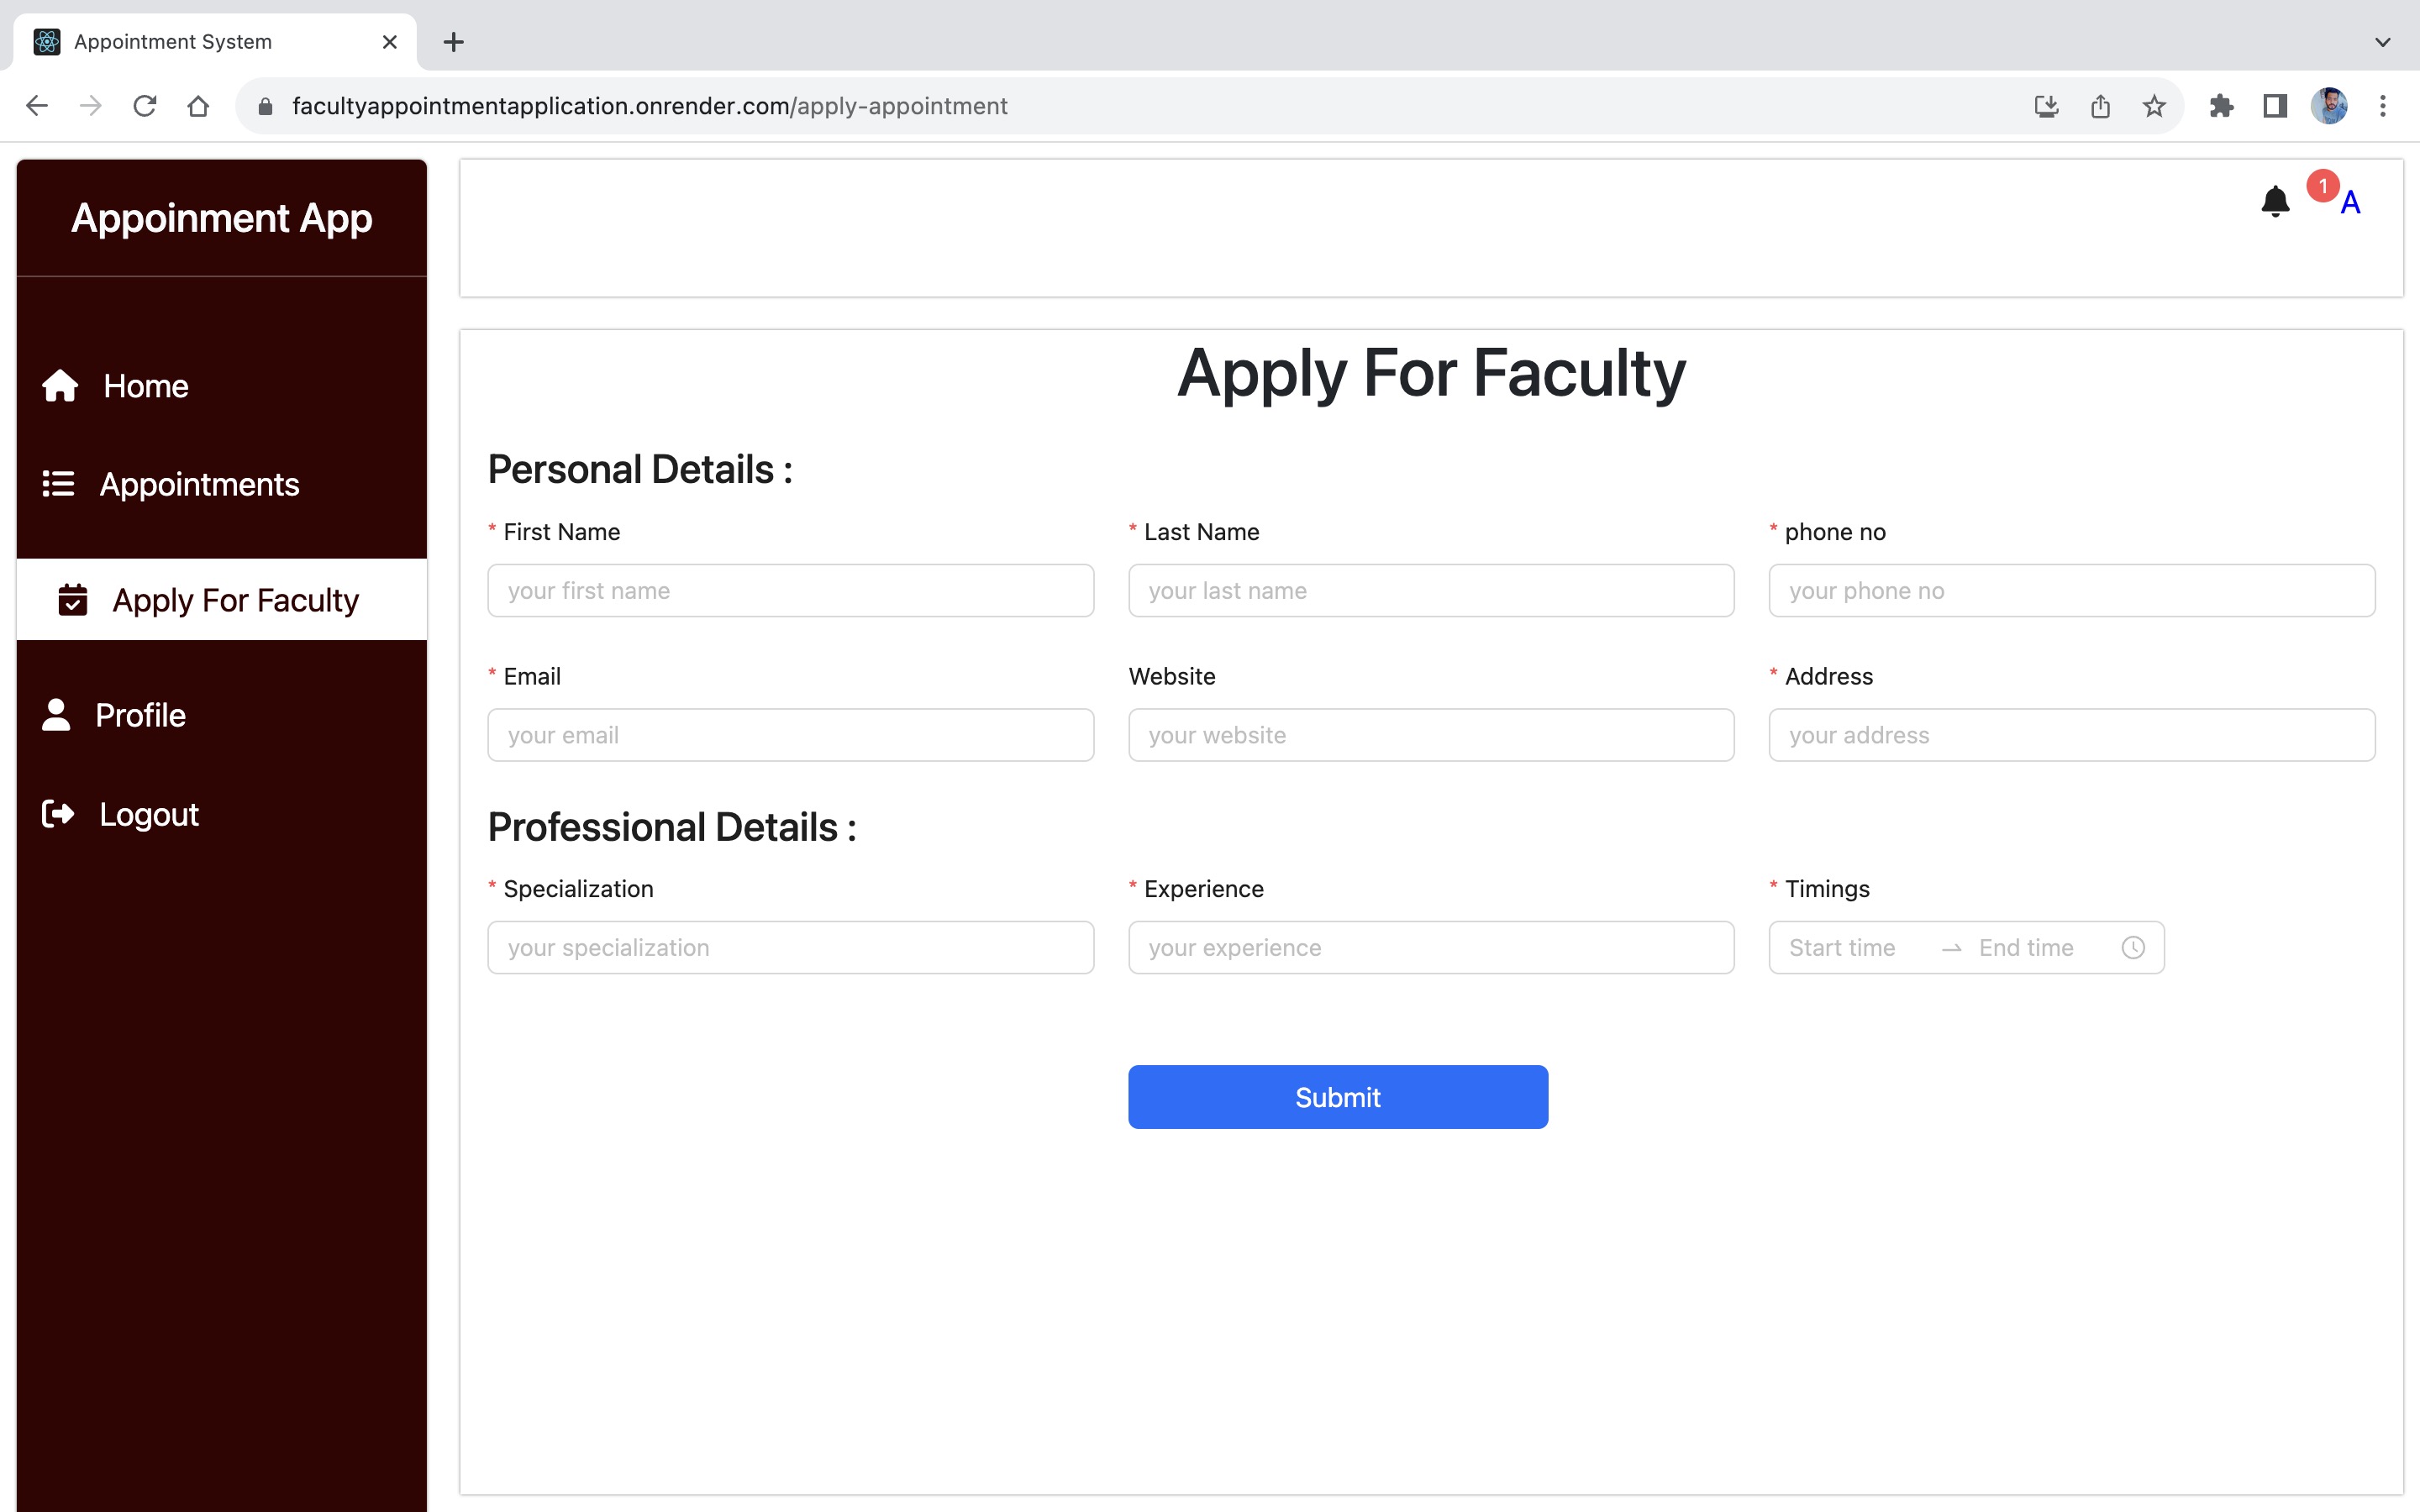 Appointment System
facultyappointmentapplication.onrender.com/apply-appointment
Appoinment App
1
A
Home
Appointments
Apply For Faculty
Profile
Logout
Apply For Faculty
Personal Details :
* First Name * Last Name * phone no
your first name your last name your phone no
* Email Website * Address
your email your website your address
Professional Details :
* Specialization * Experience * Timings
your specialization your experience Start time End time
Submit